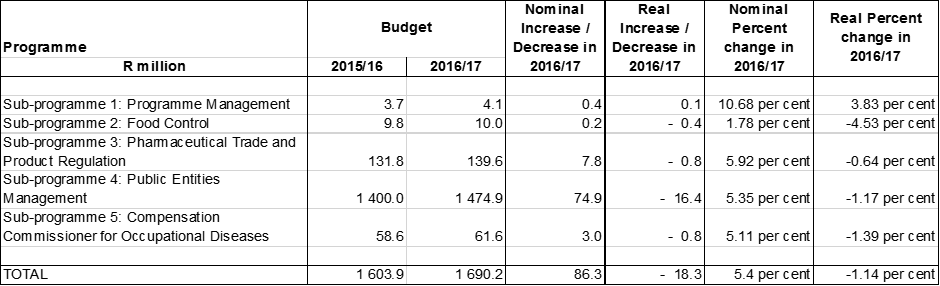 Programme Budget Nominal Increase / Decrease in 2016/17 Real Increase / Decrease in 2016/17 Nominal Percent change in 2016/17 Real Percent change in 2016/17
R million 2015/16 2016/17
Sub-programme 1: Programme Management 3.7 4.1 0.4 0.1 10.68 per cent 3.83 per cent
Sub-programme 2: Food Control 9.8 10.0 0.2 - 0.4 1.78 per cent -4.53 per cent
Sub-programme 3: Pharmaceutical Trade and
Product Regulation 131.8 139.6 7.8 - 0.8 5.92 per cent -0.64 per cent
Sub-programme 4: Public Entities
Management 1 400.0 1 474.9 74.9 - 16.4 5.35 per cent -1.17 per cent
Sub-programme 5: Compensation
Commissioner for Occupational Diseases 58.6 61.6 3.0 - 0.8 5.11 per cent -1.39 per cent
TOTAL 1 603.9 1 690.2 86.3 - 18.3 5.4 per cent -1.14 per cent